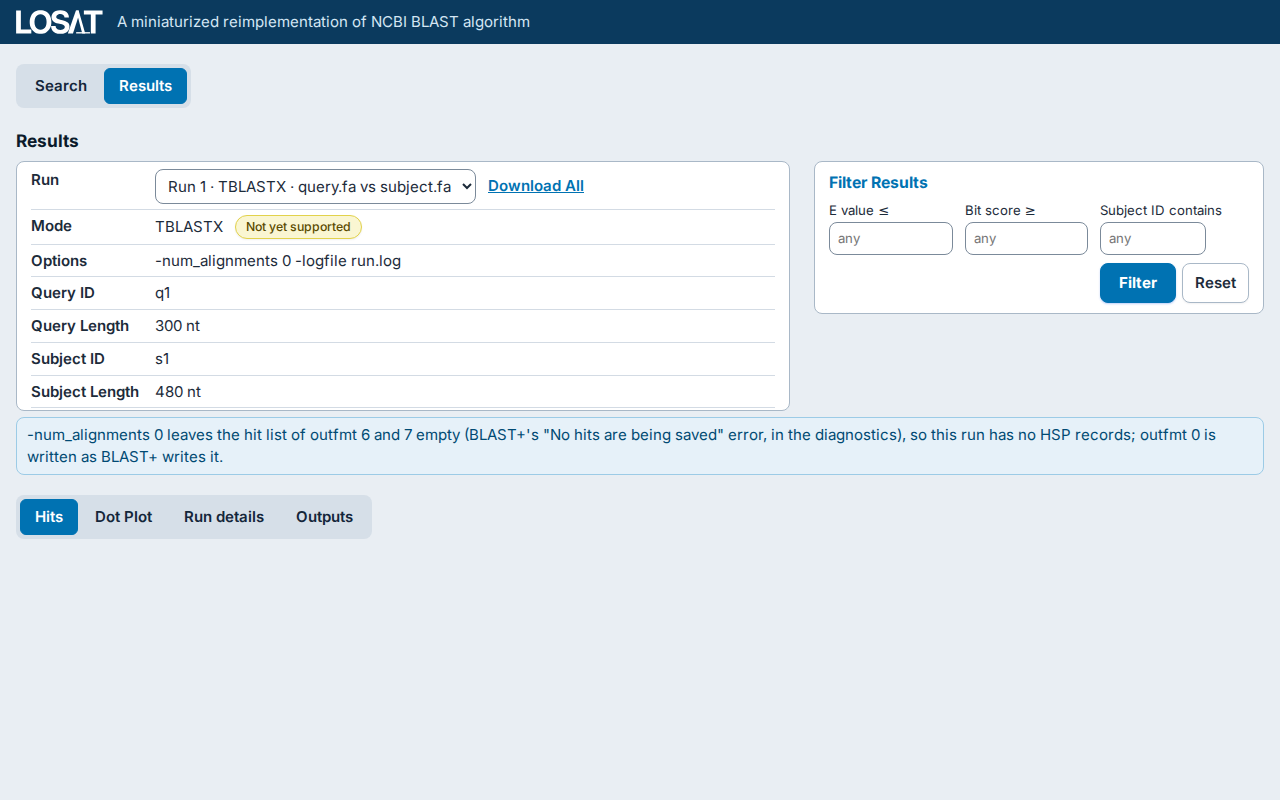 LOSAT A miniaturized reimplementation of NCBI BLAST algorithm
Search Results
Results
Run Run 1 · TBLASTX · query.fa vs subject.fa Download All
Mode TBLASTX Not yet supported
Options -num_alignments 0 -logfile run.log
Query ID q1
Query Length 300 nt
Subject ID s1
Subject Length 480 nt
Filter Results
E value ≤ Bit score ≥ Subject ID contains
any any any
Filter Reset
-num_alignments 0 leaves the hit list of outfmt 6 and 7 empty (BLAST+'s "No hits are being saved" error, in the diagnostics), so this run has no HSP records; outfmt 0 is
written as BLAST+ writes it.
Hits Dot Plot Run details Outputs